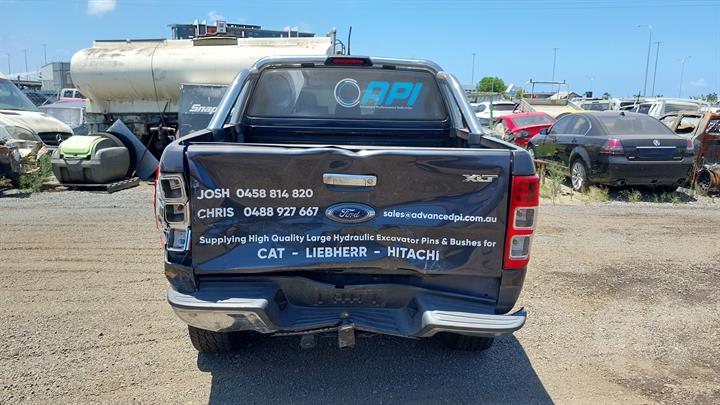 API
JOSH 0458 814 820
XLT
CHRIS 0488 927 667
Ford
sales@advancedpi.com.au
Supplying High Quality Large Hydraulic Excavator Pins & Bushes for
CAT - LIEBHERR - HITACHI